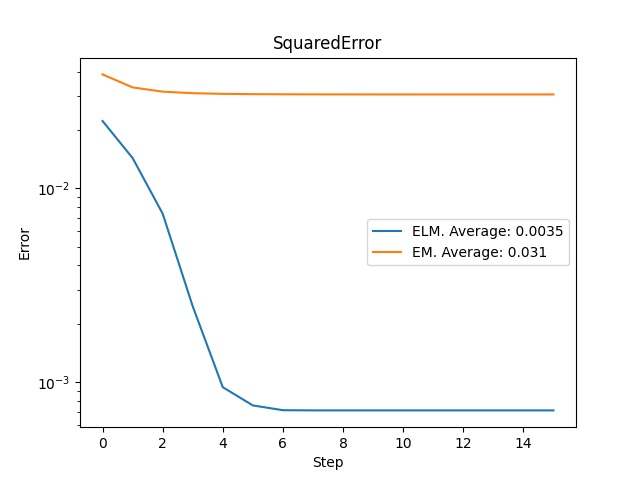 SquaredError
Error
10⁻²
10⁻³
ELM. Average: 0.0035
EM. Average: 0.031
0 2 4 6 8 10 12 14
Step